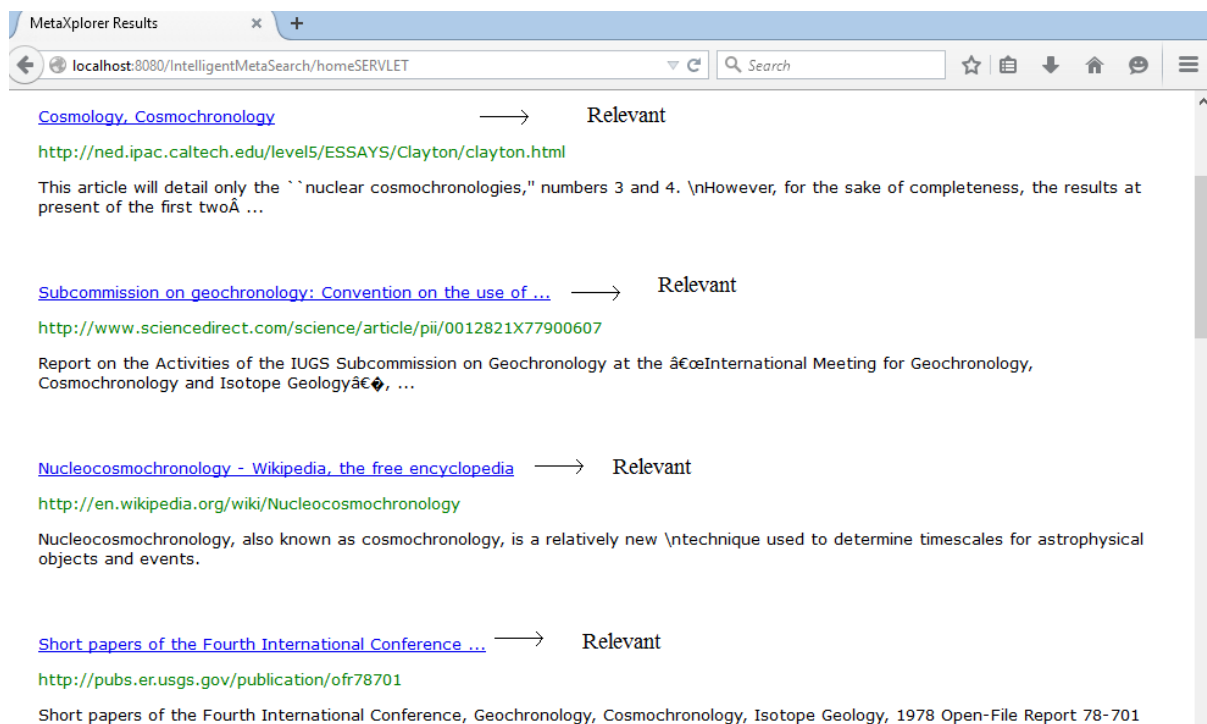 MetaXplorer Results × +
localhost:8080/IntelligentMetaSearch/homeSERVLET Search
Cosmology, Cosmochronology Relevant
http://ned.ipac.caltech.edu/level5/ESSAYS/Clayton/clayton.html
This article will detail only the ``nuclear cosmochronologies," numbers 3 and 4. \nHowever, for the sake of completeness, the results at
present of the first twoÂ ...
Subcommission on geochronology: Convention on the use of ... Relevant
http://www.sciencedirect.com/science/article/pii/0012821X77900607
Report on the Activities of the IUGS Subcommission on Geochronology at the â€œInternational Meeting for Geochronology,
Cosmochronology and Isotope Geologyâ€�, ...
Nucleocosmochronology - Wikipedia, the free encyclopedia Relevant
http://en.wikipedia.org/wiki/Nucleocosmochronology
Nucleocosmochronology, also known as cosmochronology, is a relatively new \ntechnique used to determine timescales for astrophysical
objects and events.
Short papers of the Fourth International Conference ... Relevant
http://pubs.er.usgs.gov/publication/ofr78701
Short papers of the Fourth International Conference, Geochronology, Cosmochronology, Isotope Geology, 1978 Open-File Report 78-701